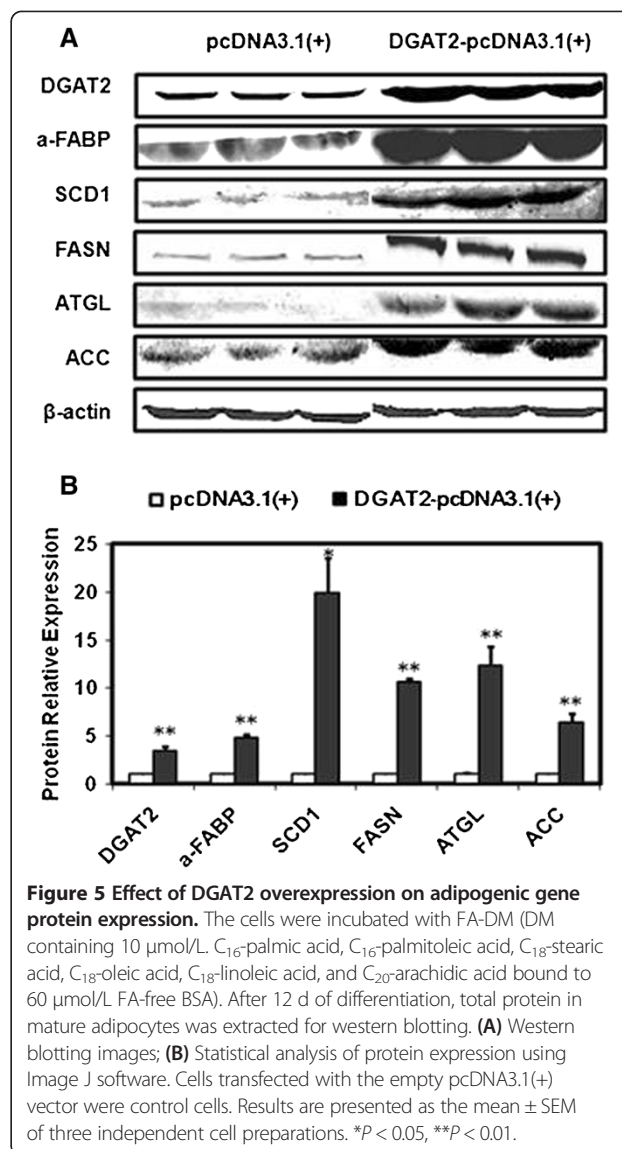 A
pcDNA3.1(+) DGAT2-pcDNA3.1(+)
DGAT2
a-FABP
SCD1
FASN
ATGL
ACC
β-actin
B
pcDNA3.1(+) DGAT2-pcDNA3.1(+)
Protein Relative Expression
25
20
15
10
5
0
** ** * ** ** **
DGAT2 a-FABP SCD1 FASN ATGL ACC
Figure 5 Effect of DGAT2 overexpression on adipogenic gene
protein expression. The cells were incubated with FA-DM (DM
containing 10 μmol/L. C16-palmic acid, C16-palmitoleic acid, C18-stearic
acid, C18-oleic acid, C18-linoleic acid, and C20-arachidic acid bound to
60 μmol/L FA-free BSA). After 12 d of differentiation, total protein in
mature adipocytes was extracted for western blotting. (A) Western
blotting images; (B) Statistical analysis of protein expression using
Image J software. Cells transfected with the empty pcDNA3.1(+)
vector were control cells. Results are presented as the mean ± SEM
of three independent cell preparations. *P < 0.05, **P < 0.01.